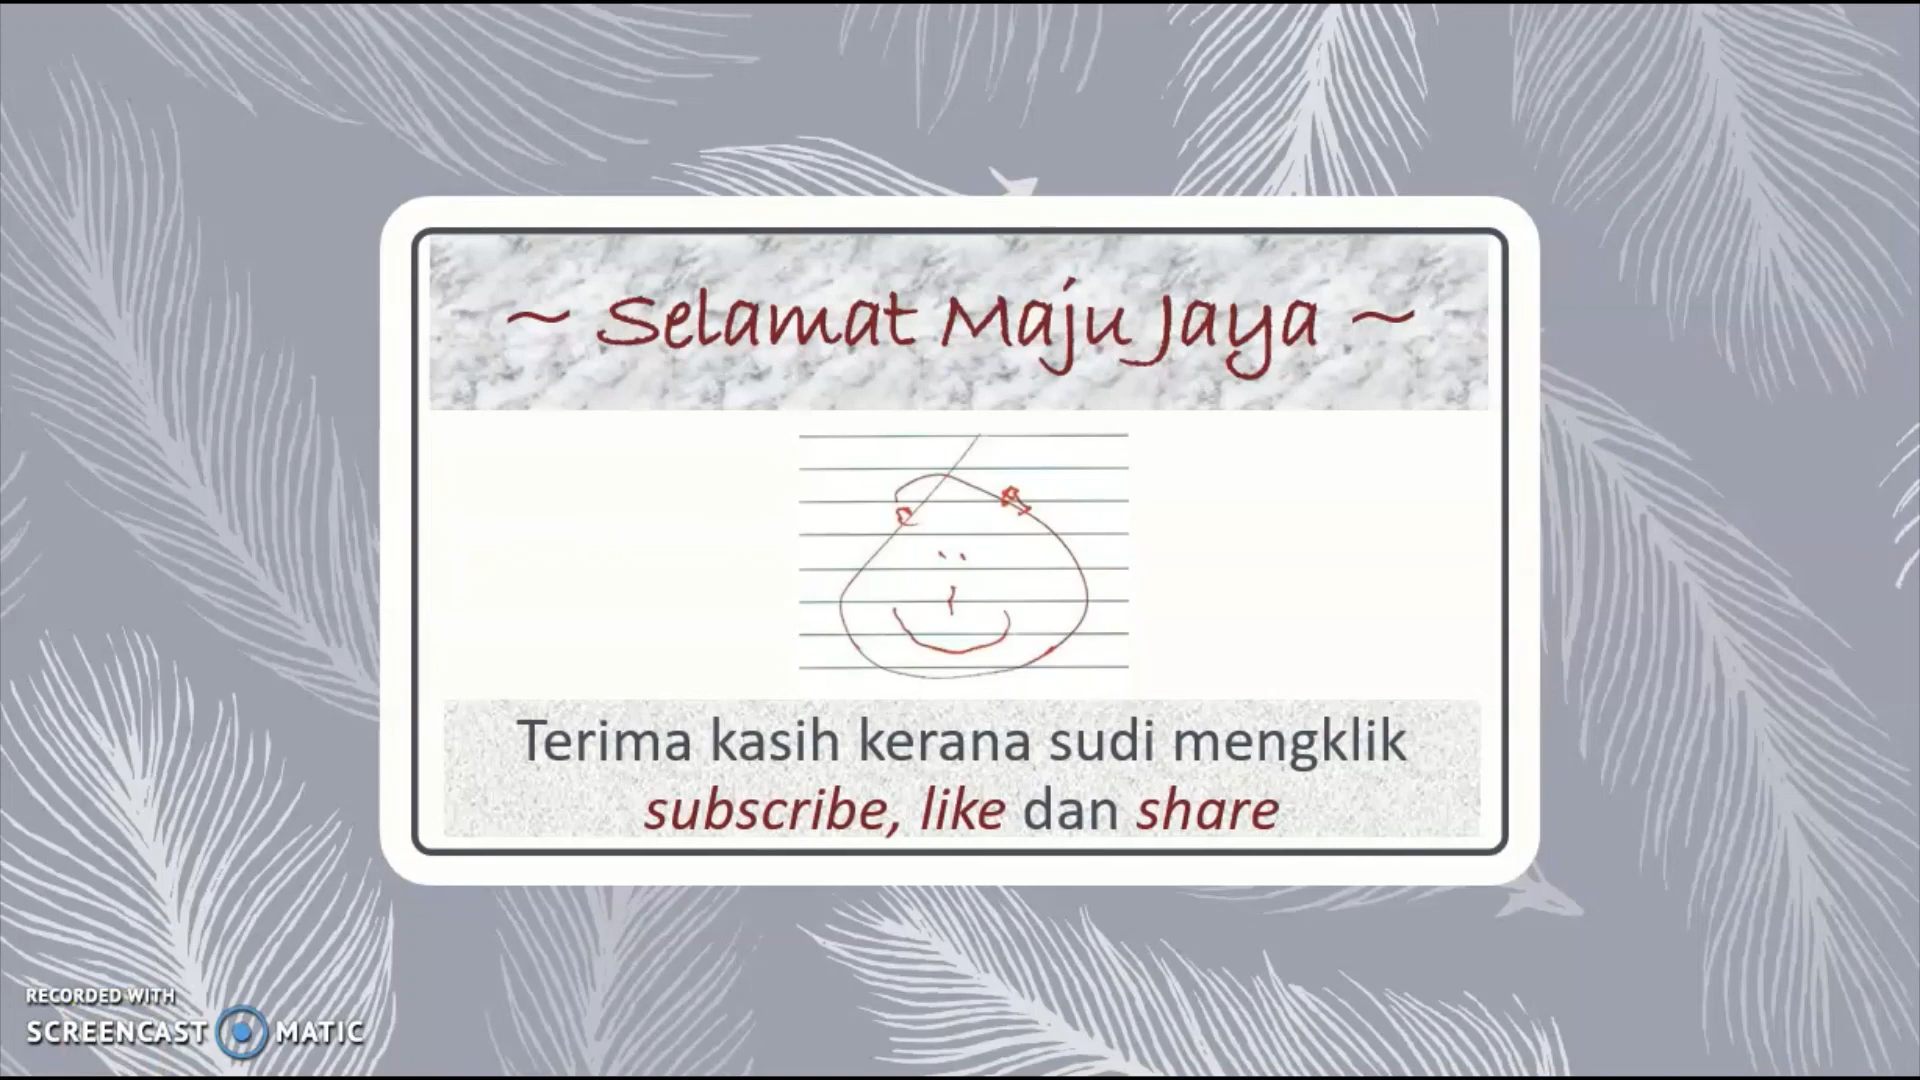 ~ Selamat Maju Jaya ~
Terima kasih kerana sudi mengklik
subscribe, like dan share
RECORDED WITH
SCREENCAST MATIC